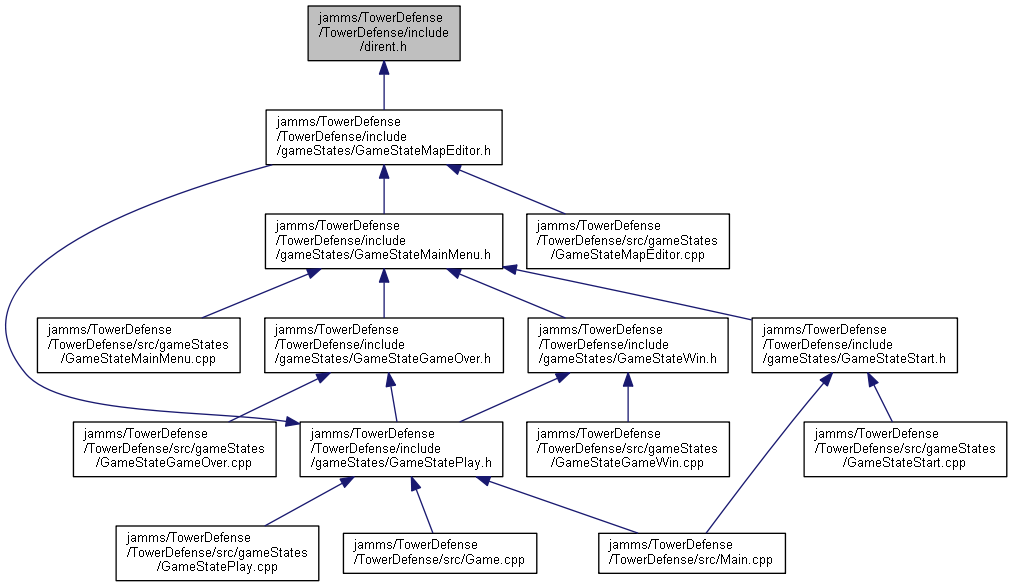 jamms/TowerDefense
/TowerDefense/include
/dirent.h
jamms/TowerDefense
/TowerDefense/include
/gameStates/GameStateMapEditor.h
jamms/TowerDefense
/TowerDefense/include
/gameStates/GameStateMainMenu.h
jamms/TowerDefense
/TowerDefense/src/gameStates
/GameStateMapEditor.cpp
jamms/TowerDefense
/TowerDefense/src/gameStates
/GameStateMainMenu.cpp
jamms/TowerDefense
/TowerDefense/include
/gameStates/GameStateGameOver.h
jamms/TowerDefense
/TowerDefense/include
/gameStates/GameStateWin.h
jamms/TowerDefense
/TowerDefense/include
/gameStates/GameStateStart.h
jamms/TowerDefense
/TowerDefense/src/gameStates
/GameStateGameOver.cpp
jamms/TowerDefense
/TowerDefense/include
/gameStates/GameStatePlay.h
jamms/TowerDefense
/TowerDefense/src/gameStates
/GameStateGameWin.cpp
jamms/TowerDefense
/TowerDefense/src/gameStates
/GameStateStart.cpp
jamms/TowerDefense
/TowerDefense/src/gameStates
/GameStatePlay.cpp
jamms/TowerDefense
/TowerDefense/src/Game.cpp
jamms/TowerDefense
/TowerDefense/src/Main.cpp